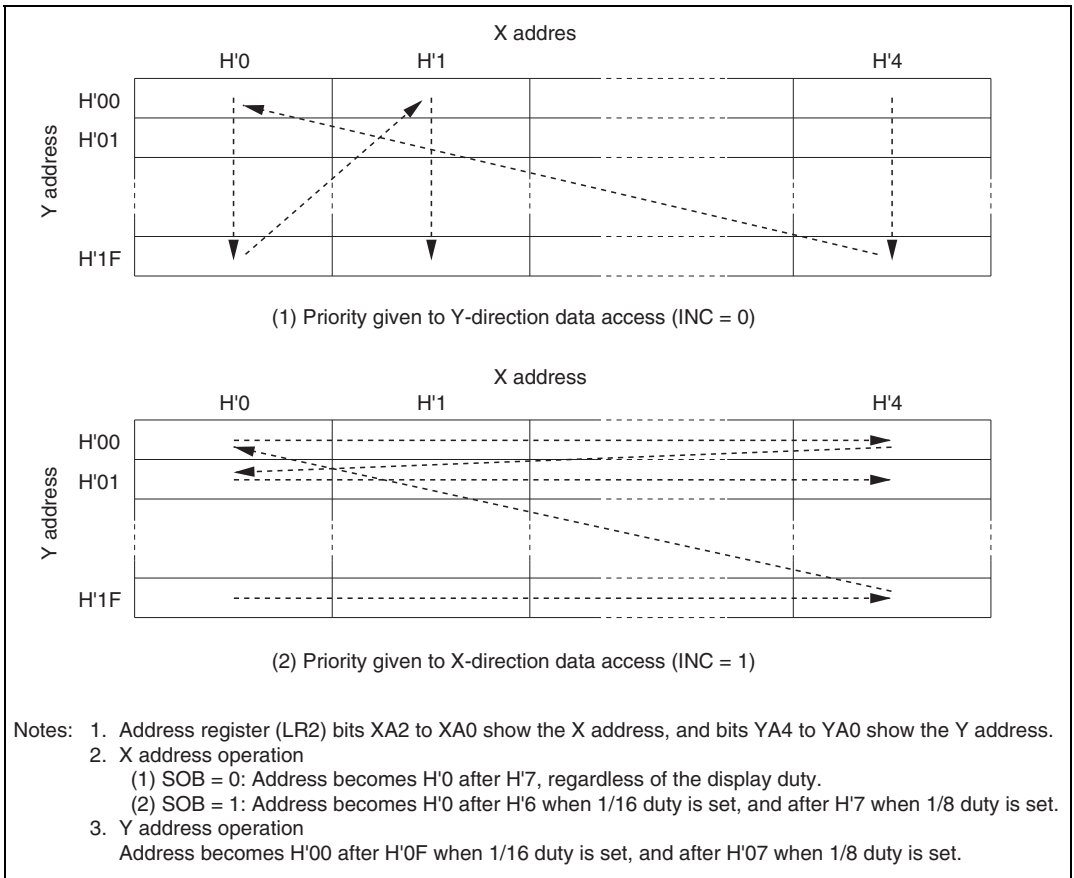 X addres
H'0 H'1 H'4
H'00
H'01
Y address
H'1F
(1) Priority given to Y-direction data access (INC = 0)
X address
H'0 H'1 H'4
H'00
H'01
Y address
H'1F
(2) Priority given to X-direction data access (INC = 1)
Notes: 1. Address register (LR2) bits XA2 to XA0 show the X address, and bits YA4 to YA0 show the Y address.
2. X address operation
(1) SOB = 0: Address becomes H'0 after H'7, regardless of the display duty.
(2) SOB = 1: Address becomes H'0 after H'6 when 1/16 duty is set, and after H'7 when 1/8 duty is set.
3. Y address operation
Address becomes H'00 after H'0F when 1/16 duty is set, and after H'07 when 1/8 duty is set.